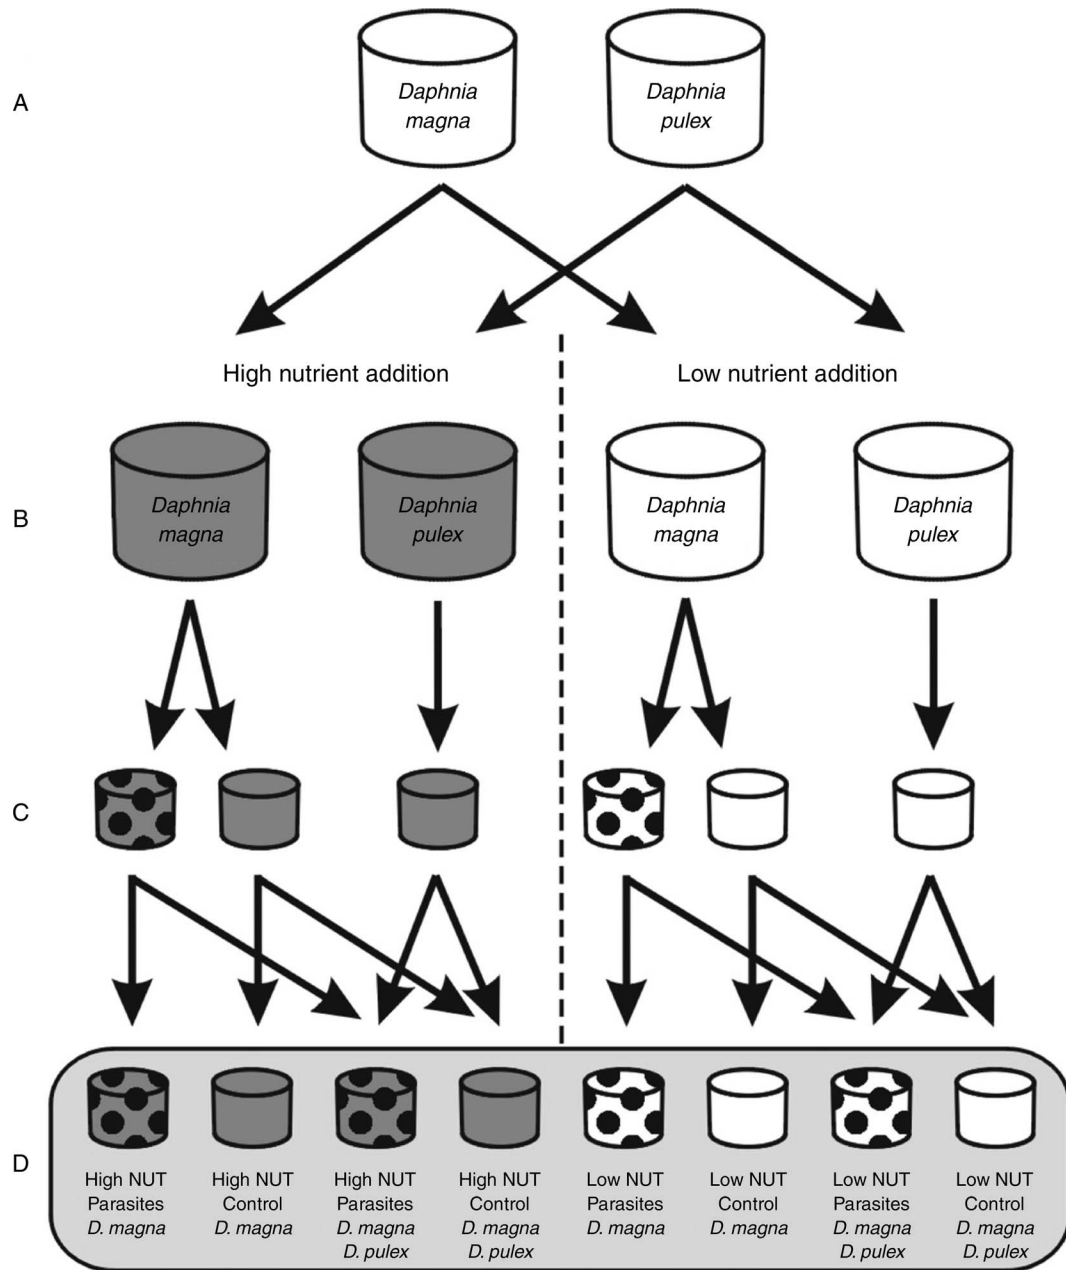 A
Daphnia
magna
Daphnia
pulex
High nutrient addition
Low nutrient addition
B
Daphnia
magna
Daphnia
pulex
Daphnia
magna
Daphnia
pulex
C
D
High NUT
Parasites
D. magna
High NUT
Control
D. magna
High NUT
Parasites
D. magna
D. pulex
High NUT
Control
D. magna
D. pulex
Low NUT
Parasites
D. magna
Low NUT
Control
D. magna
Low NUT
Parasites
D. magna
D. pulex
Low NUT
Control
D. magna
D. pulex